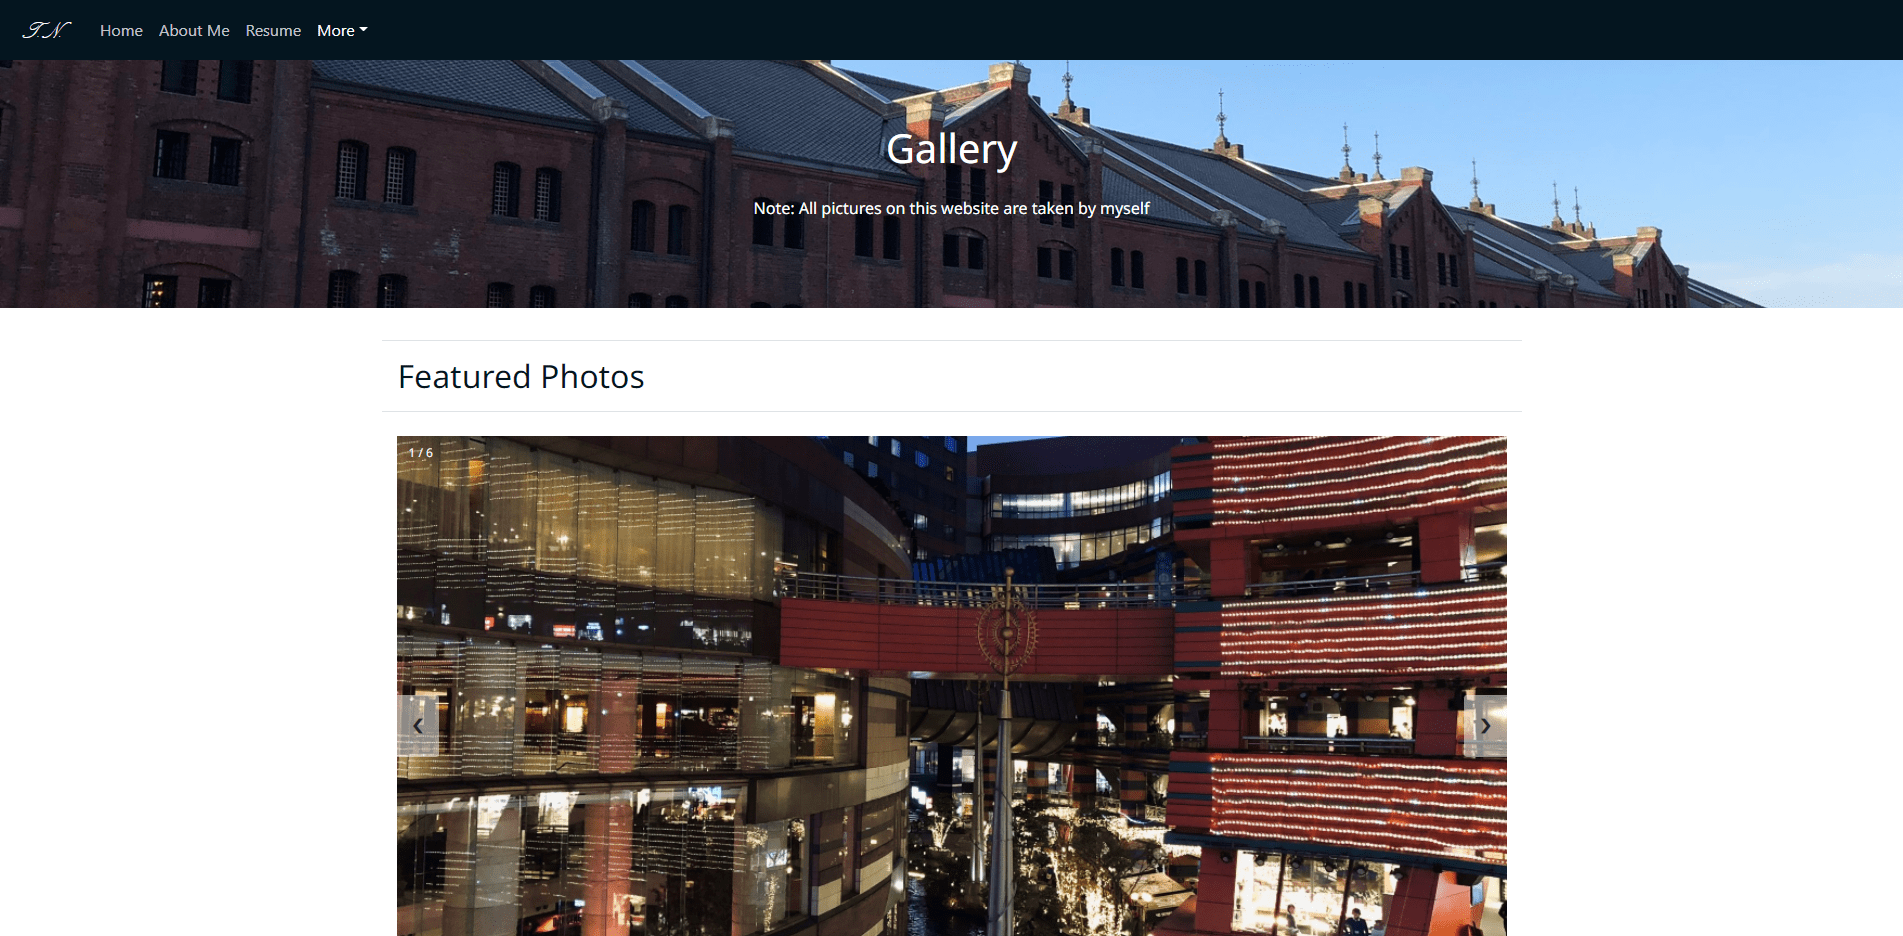 T.N.
Home About Me Resume More
Gallery
Note: All pictures on this website are taken by myself
Featured Photos
1 / 6
❮ ❯